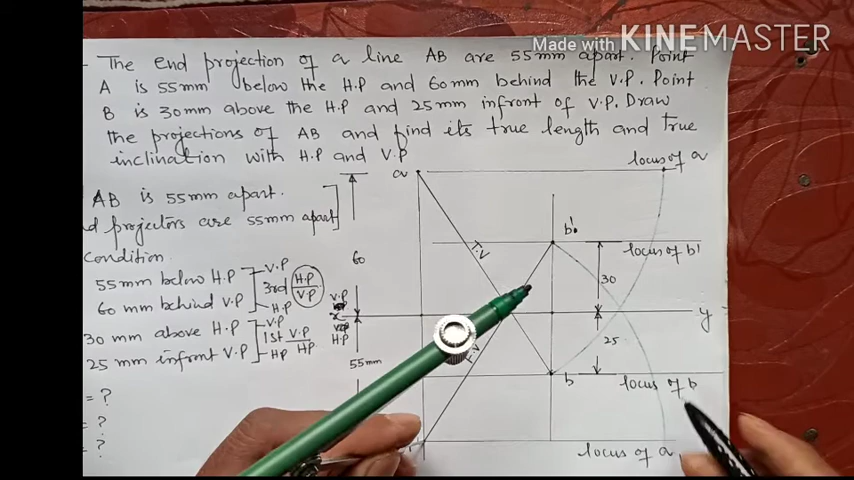 Made with KINEMASTER
- The end projection of a line AB are 55mm apart. Point
A is 55mm below the H.P and 60mm behind the V.P. Point
B is 30mm above the H.P and 25mm infront of V.P. Draw
the projections of AB and find its true length and true
inclination with H.P and V.P
AB is 55mm apart.
d projectors are 55mm apart
Condition
55mm below H.P V.P
60 mm behind V.P H.P
3rd H.P/V.P
30 mm above H.P V.P
25 mm infront V.P HP
1st V.P/HP
= ?
= ?
= ?
a
locus of a
b'
T.V
locus of b'
60
30
V.P
H.P
x
y
25
55mm
F.V
b
locus of b
locus of a